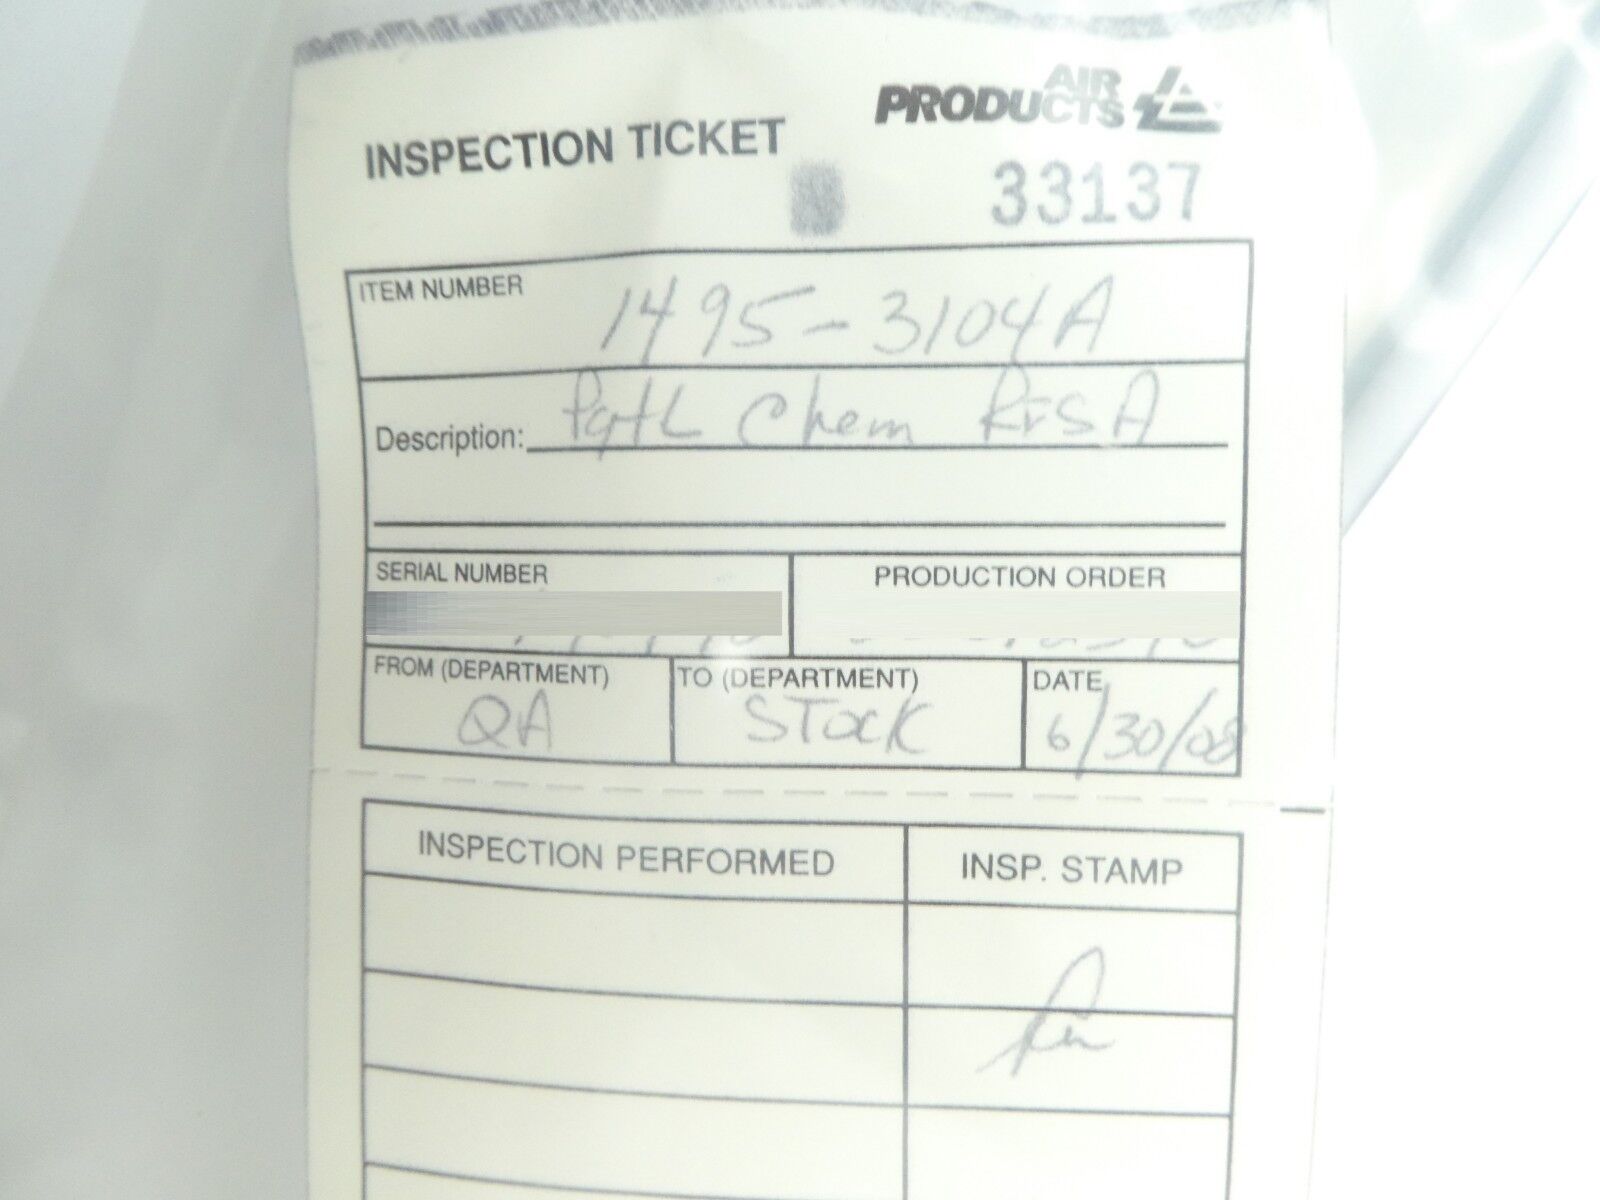 AIR
PRODUCTS
INSPECTION TICKET
33137
ITEM NUMBER
1495-3104A
Description: Chem
SERIAL NUMBER
PRODUCTION ORDER
FROM (DEPARTMENT)
QA
TO (DEPARTMENT)
STOCK
DATE
6/30/08
INSPECTION PERFORMED
INSP. STAMP